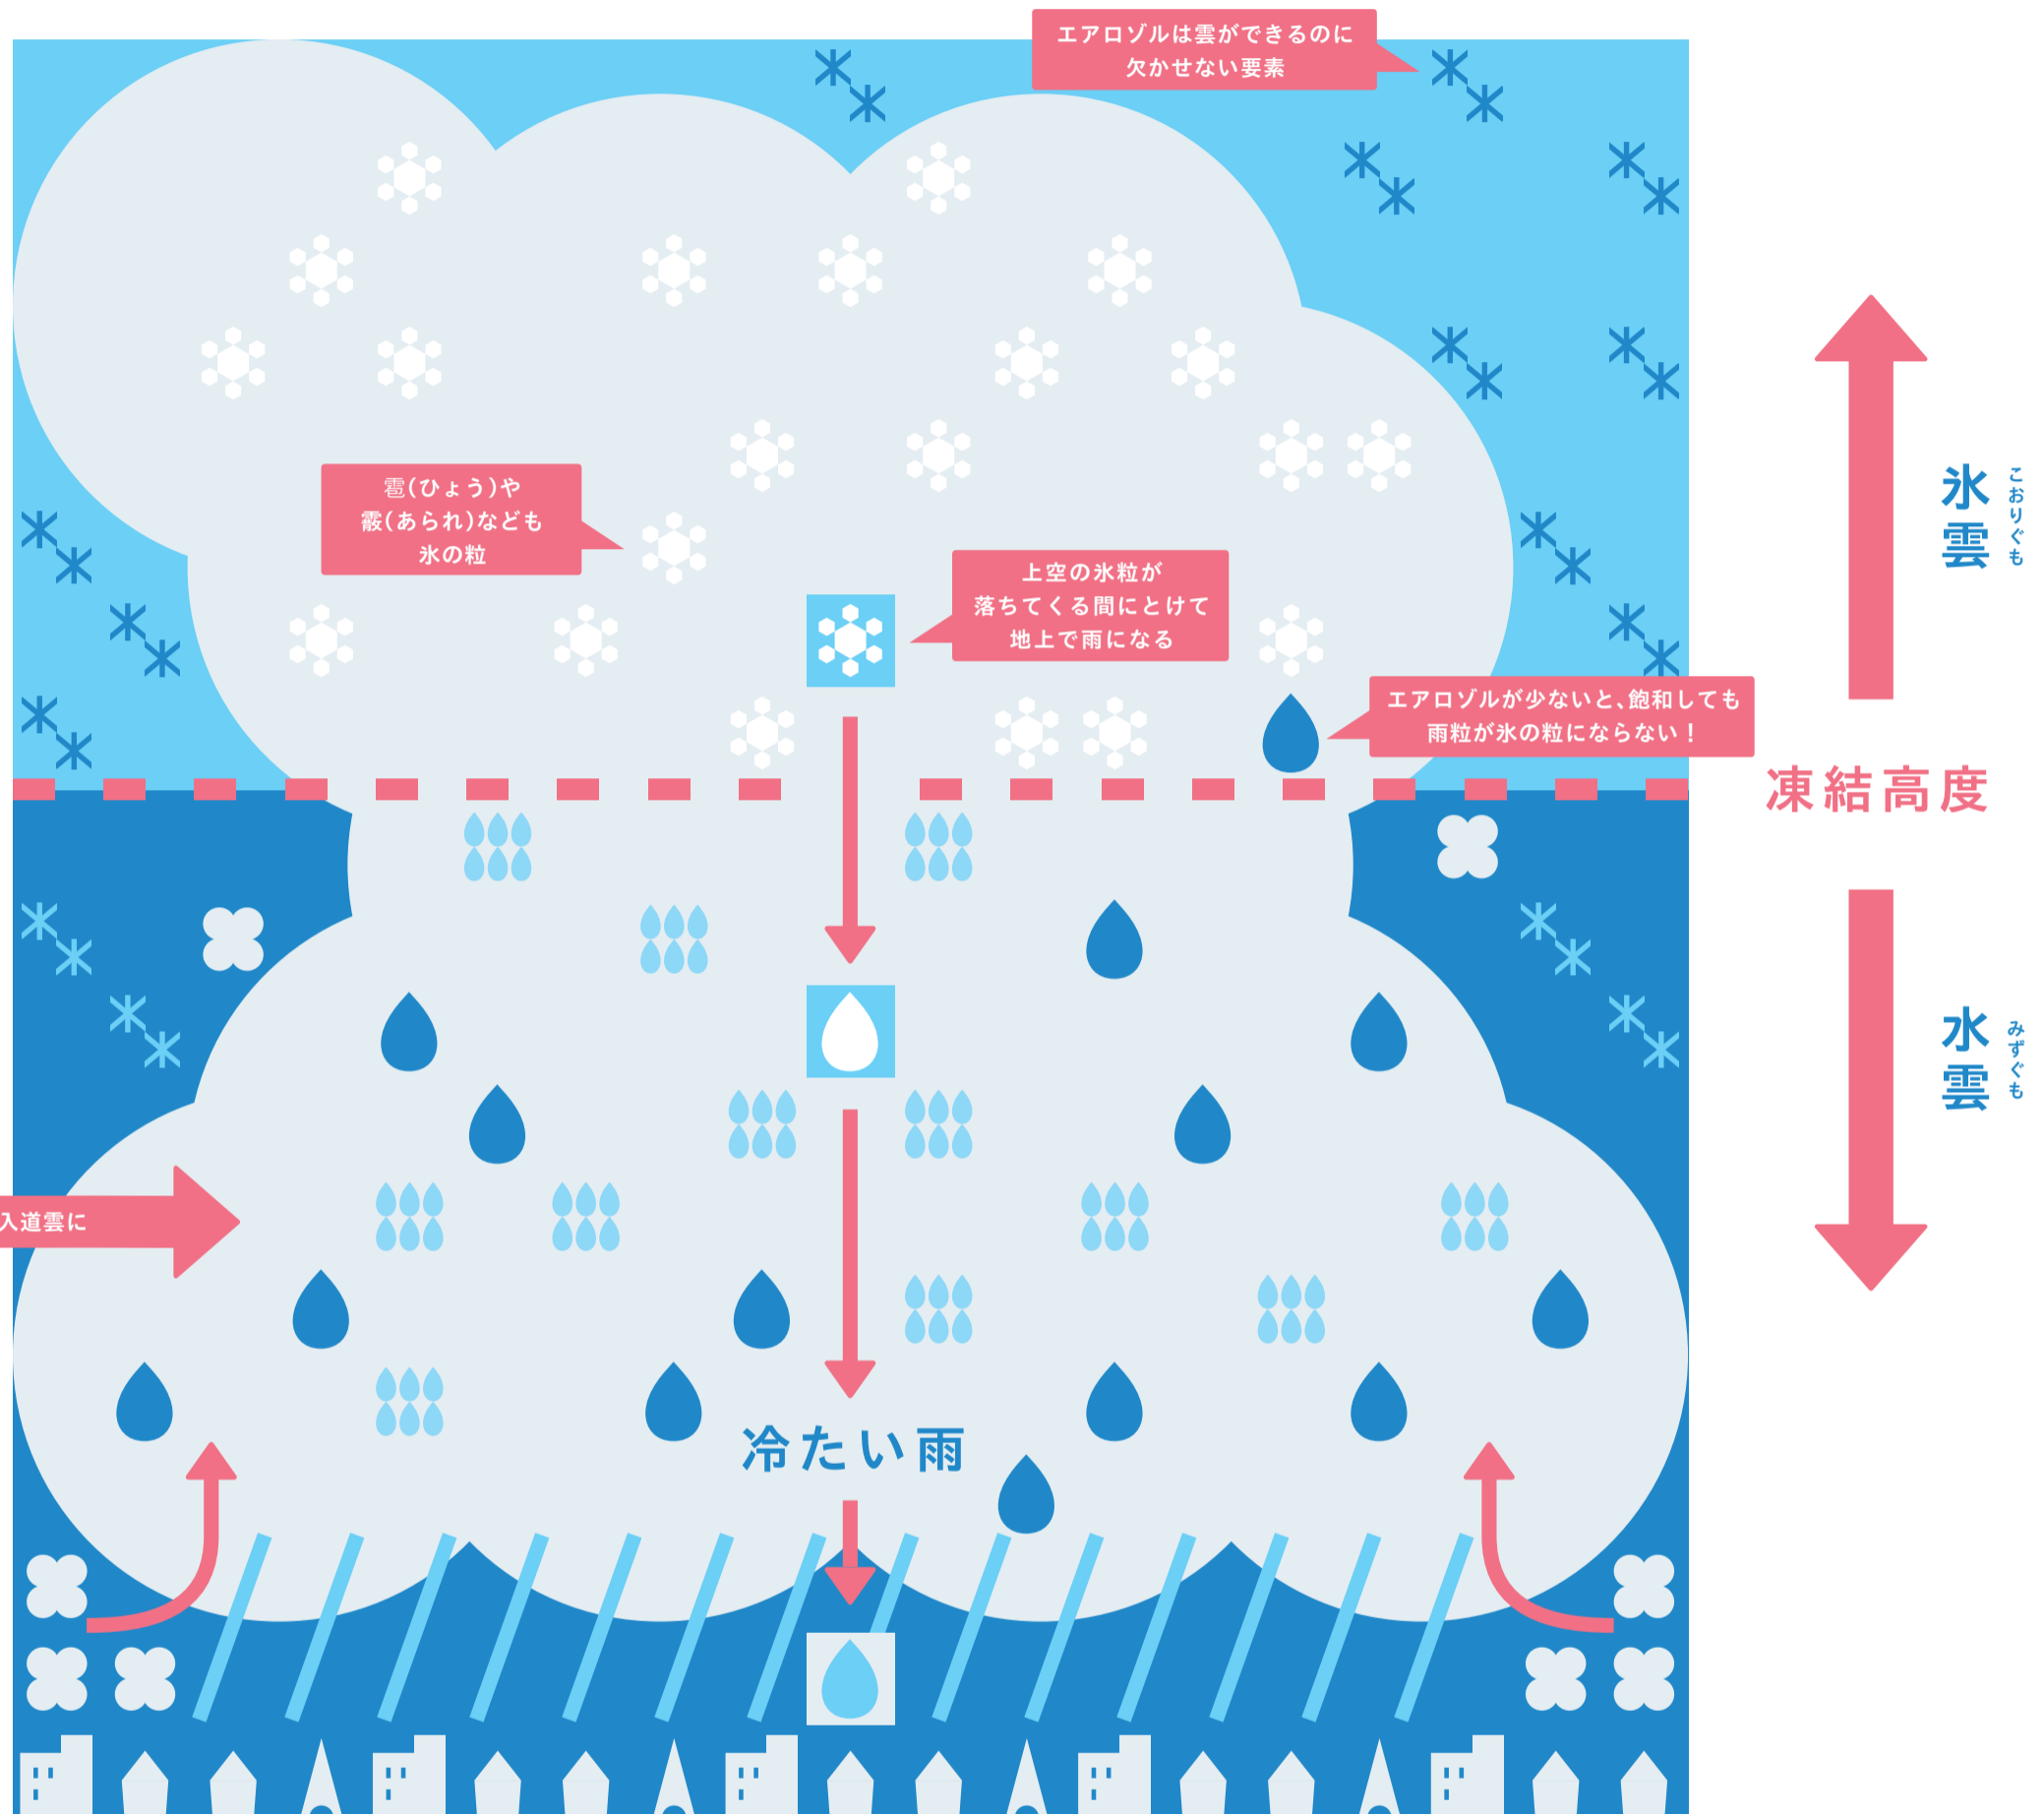 エアロゾルは雲ができるのに
欠かせない要素
雹(ひょう)や
霰(あられ)なども
氷の粒
上空の氷粒が
落ちてくる間にとけて
地上で雨になる
氷雲
こおりぐも
エアロゾルが少ないと、飽和しても
雨粒が氷の粒にならない！
凍結高度
水雲
みずぐも
入道雲に
冷たい雨